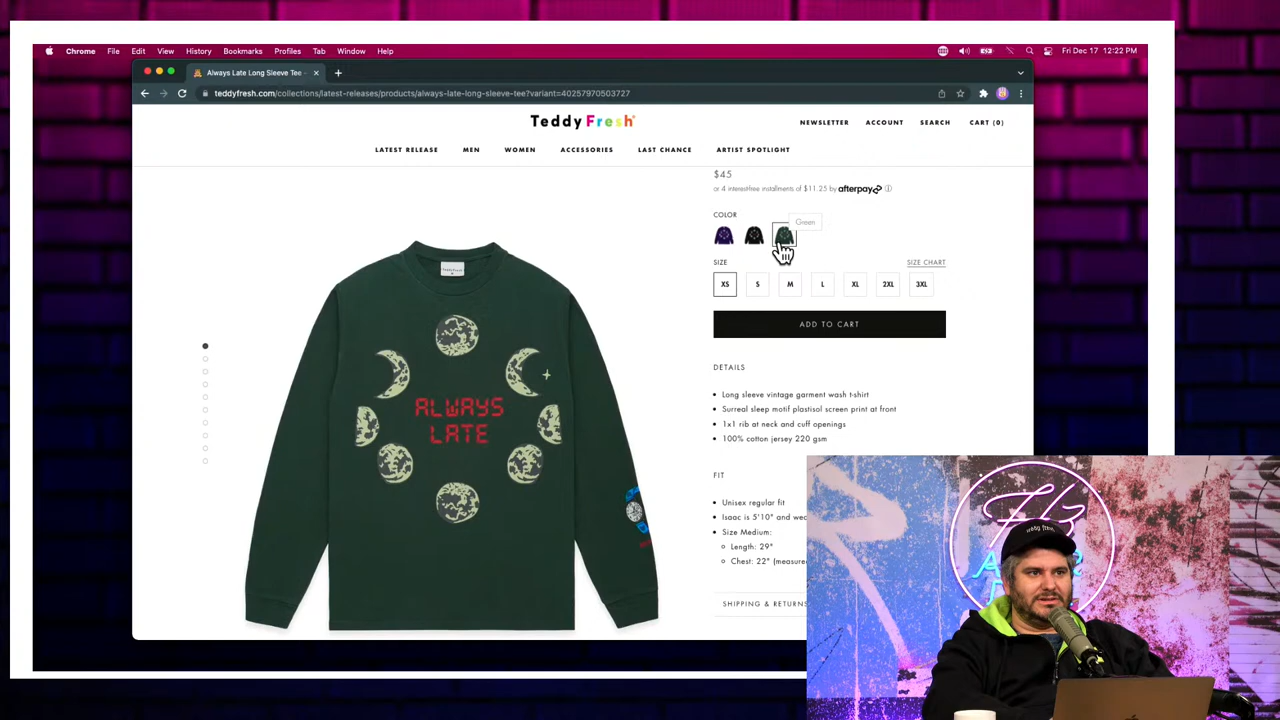 Chrome File Edit View History Bookmarks Profiles Tab Window Help Fri Dec 17 12:22 PM
Always Late Long Sleeve Tee -
teddyfresh.com/collections/latest-releases/products/always-late-long-sleeve-tee?variant=40257970503727
Teddy Fresh
NEWSLETTER ACCOUNT SEARCH CART (0)
LATEST RELEASE MEN WOMEN ACCESSORIES LAST CHANCE ARTIST SPOTLIGHT
$45
or 4 interest-free installments of $11.25 by afterpay
COLOR
Green
SIZE
SIZE CHART
XS S M L XL 2XL 3XL
ADD TO CART
DETAILS
Long sleeve vintage garment wash t-shirt
Surreal sleep motif plastisol screen print at front
1x1 rib at neck and cuff openings
100% cotton jersey 220 gsm
FIT
Unisex regular fit
Isaac is 5'10" and
Size Medium:
Length: 29"
Chest: 22" (measured
SHIPPING & RETURNS
Teddy Fresh
ALWAYS
LATE